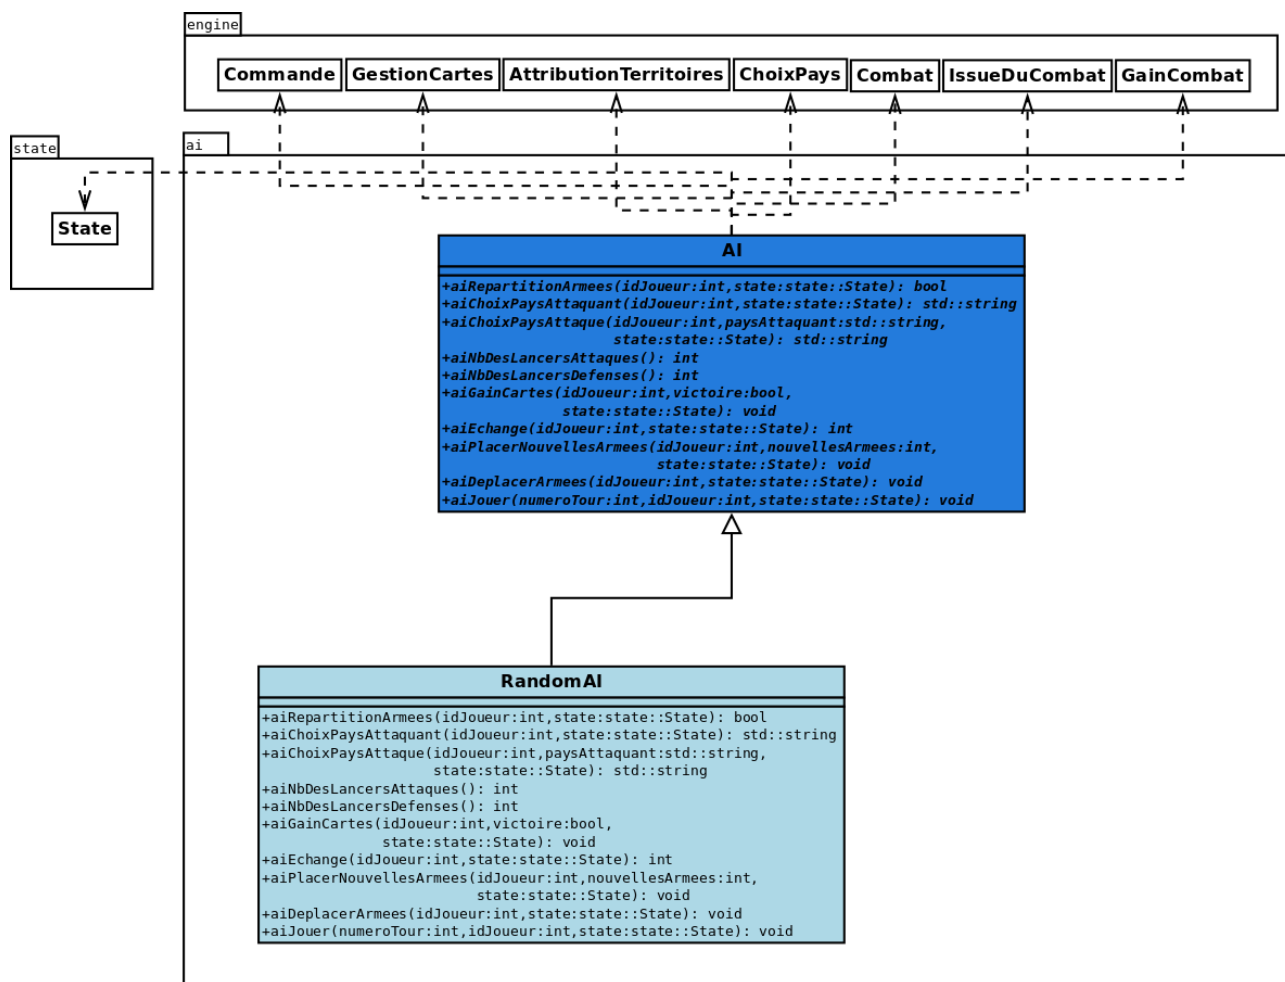 engine
Commande
GestionCartes
AttributionTerritoires
ChoixPays
Combat
IssueDuCombat
GainCombat
state
State
ai
AI
+aiRepartitionArmees(idJoueur:int,state:state::State): bool
+aiChoixPaysAttaquant(idJoueur:int,state:state::State): std::string
+aiChoixPaysAttaque(idJoueur:int,paysAttaquant:std::string,
state:state::State): std::string
+aiNbDesLancersAttaques(): int
+aiNbDesLancersDefenses(): int
+aiGainCartes(idJoueur:int,victoire:bool,
state:state::State): void
+aiEchange(idJoueur:int,state:state::State): int
+aiPlacerNouvellesArmees(idJoueur:int,nouvellesArmees:int,
state:state::State): void
+aiDeplacerArmees(idJoueur:int,state:state::State): void
+aiJouer(numeroTour:int,idJoueur:int,state:state::State): void
RandomAI
+aiRepartitionArmees(idJoueur:int,state:state::State): bool
+aiChoixPaysAttaquant(idJoueur:int,state:state::State): std::string
+aiChoixPaysAttaque(idJoueur:int,paysAttaquant:std::string,
state:state::State): std::string
+aiNbDesLancersAttaques(): int
+aiNbDesLancersDefenses(): int
+aiGainCartes(idJoueur:int,victoire:bool,
state:state::State): void
+aiEchange(idJoueur:int,state:state::State): int
+aiPlacerNouvellesArmees(idJoueur:int,nouvellesArmees:int,
state:state::State): void
+aiDeplacerArmees(idJoueur:int,state:state::State): void
+aiJouer(numeroTour:int,idJoueur:int,state:state::State): void